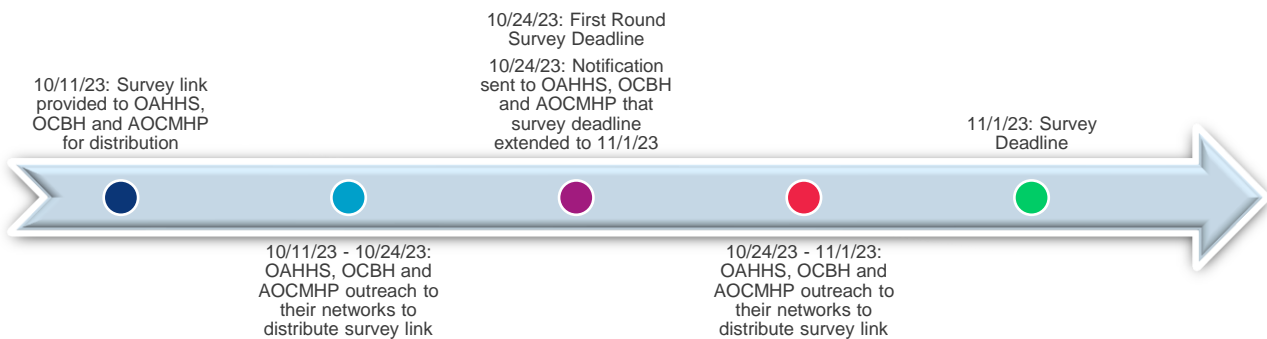 10/11/23: Survey link
provided to OAHHS,
OCBH and AOCMHP
for distribution
10/11/23 - 10/24/23:
OAHHS, OCBH and
AOCMHP outreach to
their networks to
distribute survey link
10/24/23: First Round
Survey Deadline
10/24/23: Notification
sent to OAHHS, OCBH
and AOCMHP that
survey deadline
extended to 11/1/23
10/24/23 - 11/1/23:
OAHHS, OCBH and
AOCMHP outreach to
their networks to
distribute survey link
11/1/23: Survey
Deadline